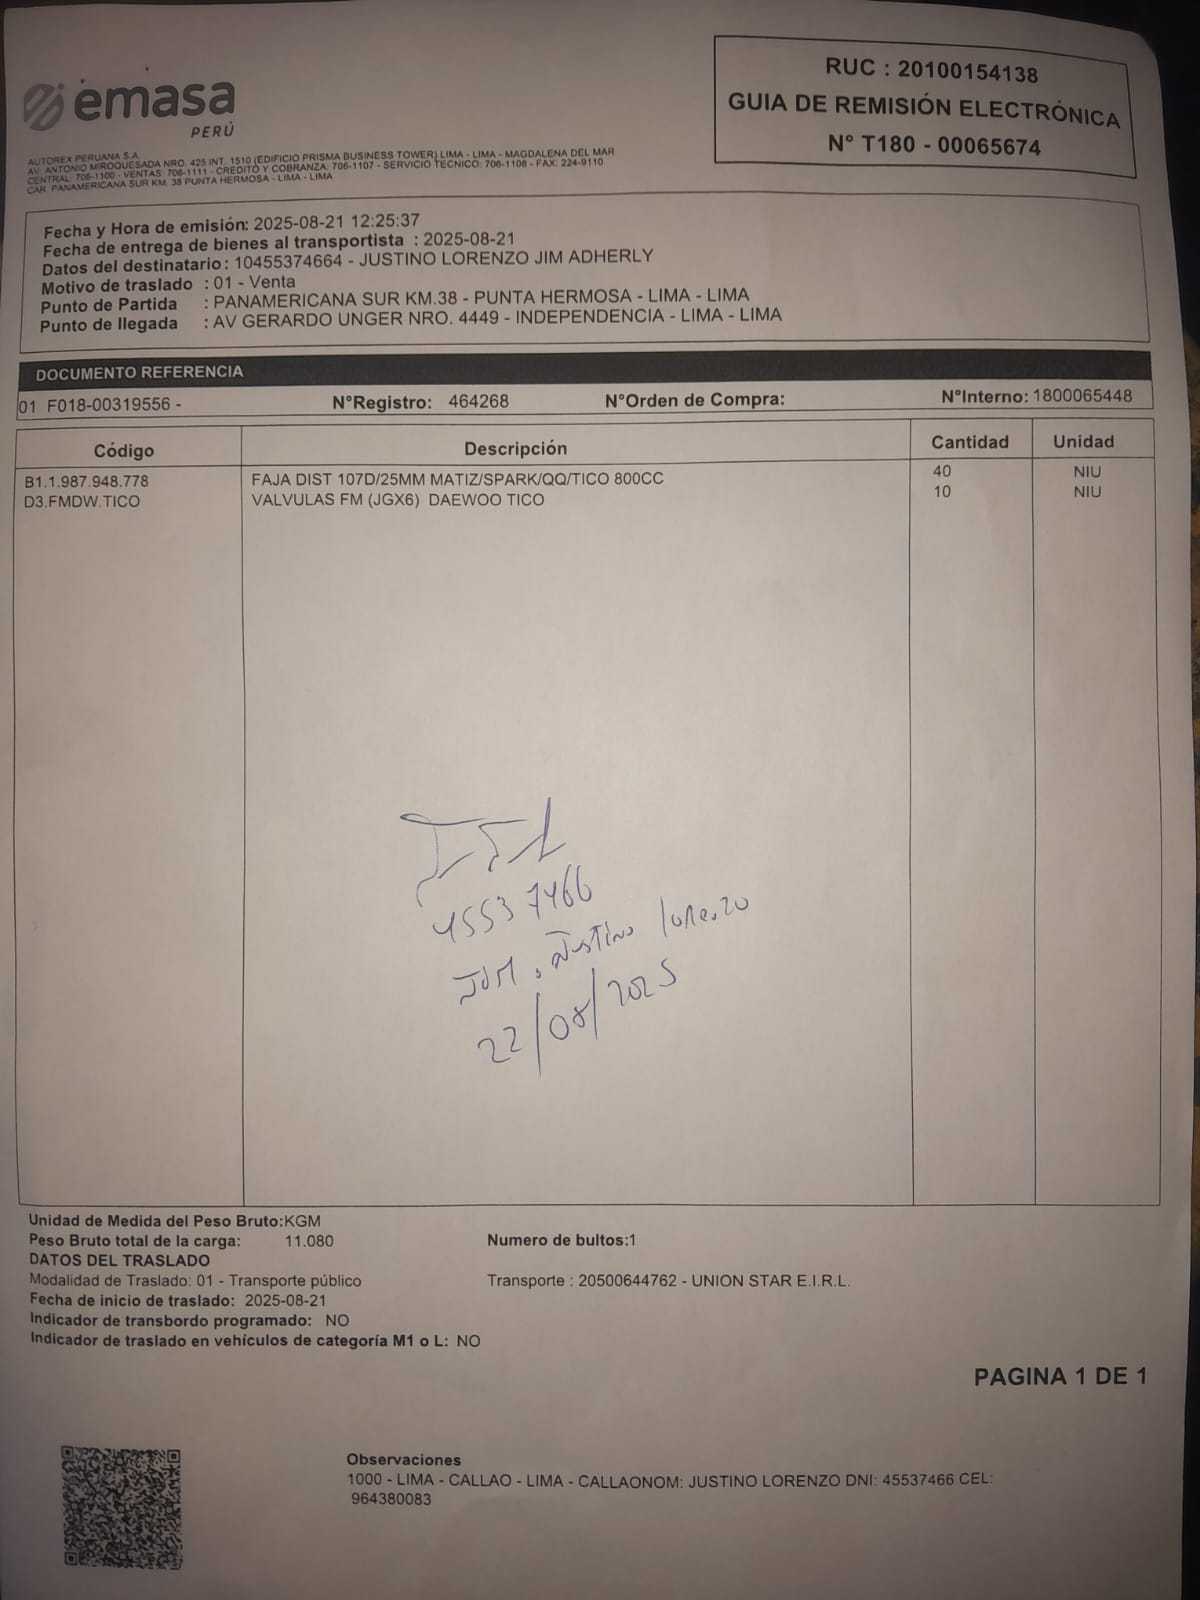 emasa
PERÚ
AUTOREX PERUANA S.A.
AV. ANTONIO MIROQUESADA NRO. 425 INT. 1510 (EDIFICIO PRISMA BUSINESS TOWER) LIMA - LIMA - MAGDALENA DEL MAR
CENTRAL: 706-1100 - VENTAS: 706-1111 - CREDITO Y COBRANZA: 706-1107 - SERVICIO TECNICO: 706-1108 - FAX: 224-9110
CAR. PANAMERICANA SUR KM. 38 PUNTA HERMOSA - LIMA - LIMA
RUC : 20100154138
GUIA DE REMISIÓN ELECTRÓNICA
N° T180 - 00065674
Fecha y Hora de emisión: 2025-08-21 12:25:37
Fecha de entrega de bienes al transportista : 2025-08-21
Datos del destinatario : 10455374664 - JUSTINO LORENZO JIM ADHERLY
Motivo de traslado : 01 - Venta
Punto de Partida : PANAMERICANA SUR KM.38 - PUNTA HERMOSA - LIMA - LIMA
Punto de llegada : AV GERARDO UNGER NRO. 4449 - INDEPENDENCIA - LIMA - LIMA
DOCUMENTO REFERENCIA
01 F018-00319556 - N°Registro: 464268 N°Orden de Compra: N°Interno: 1800065448
Código Descripción Cantidad Unidad
B1.1.987.948.778 FAJA DIST 107D/25MM MATIZ/SPARK/QQ/TICO 800CC 40 NIU
D3.FMDW.TICO VALVULAS FM (JGX6) DAEWOO TICO 10 NIU
45537466
Jim. Justino Lorenzo
22/08/2025
Unidad de Medida del Peso Bruto:KGM
Peso Bruto total de la carga: 11.080 Numero de bultos:1
DATOS DEL TRASLADO
Modalidad de Traslado: 01 - Transporte público Transporte : 20500644762 - UNION STAR E.I.R.L.
Fecha de inicio de traslado: 2025-08-21
Indicador de transbordo programado: NO
Indicador de traslado en vehículos de categoría M1 o L: NO
PAGINA 1 DE 1
Observaciones
1000 - LIMA - CALLAO - LIMA - CALLAONOM: JUSTINO LORENZO DNI: 45537466 CEL:
964380083